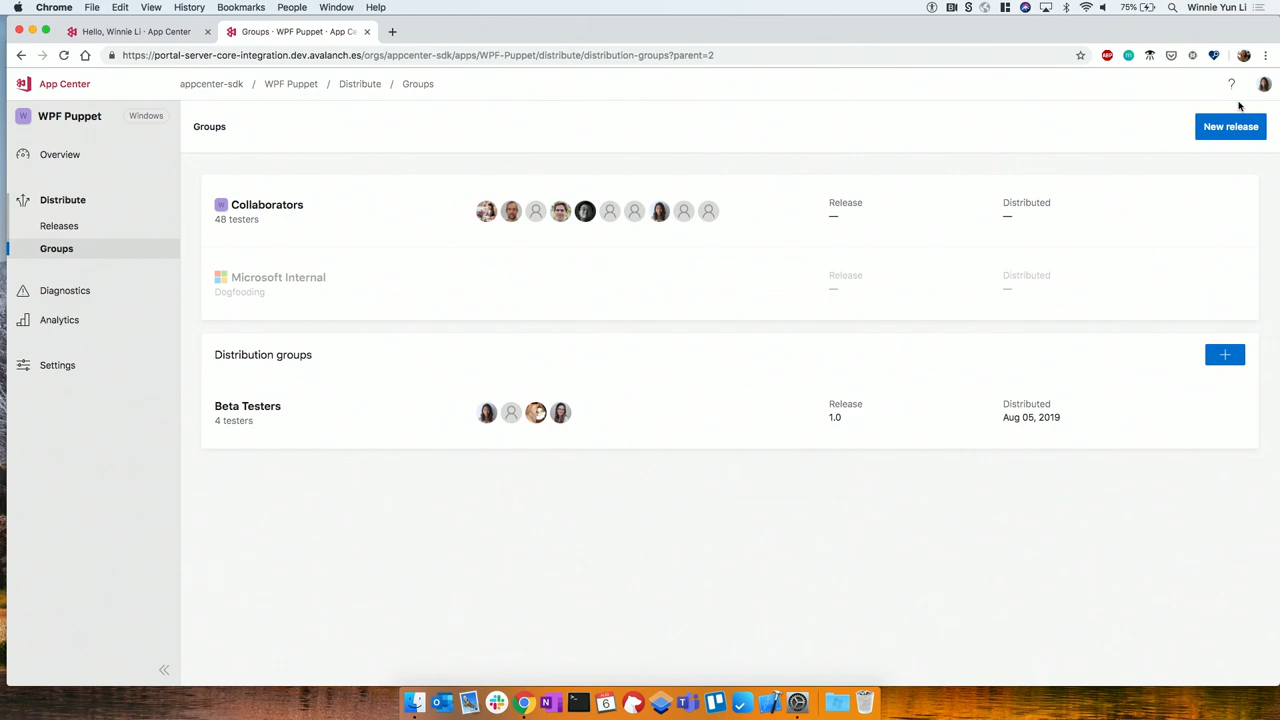 Chrome File Edit View History Bookmarks People Window Help 75% Winnie Yun Li
Hello, Winnie Li · App Center Groups · WPF Puppet · App Ce
https://portal-server-core-integration.dev.avalanch.es/orgs/appcenter-sdk/apps/WPF-Puppet/distribute/distribution-groups?parent=2
App Center appcenter-sdk / WPF Puppet / Distribute / Groups ?
W WPF Puppet Windows
Groups New release
Overview
Distribute
Releases
Groups
Diagnostics
Analytics
Settings
W Collaborators Release Distributed
48 testers — —
Microsoft Internal Release Distributed
Dogfooding — —
Distribution groups
Beta Testers Release Distributed
4 testers 1.0 Aug 05, 2019
6